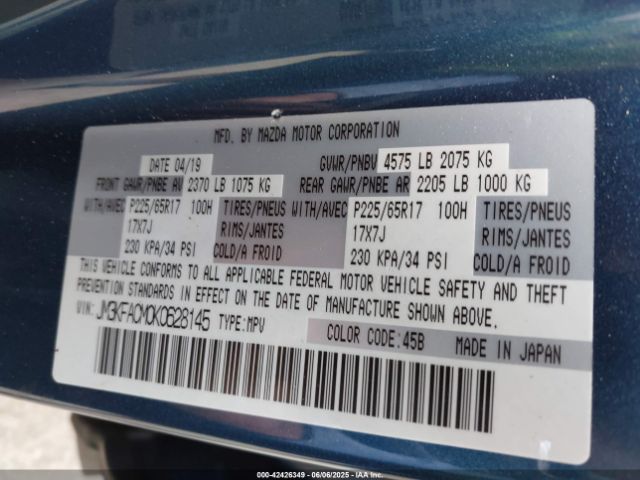 MFD. BY MAZDA MOTOR CORPORATION
DATE 04/19 GVWR/PNBV 4575 LB 2075 KG
FRONT GAWR/PNBE AV 2370 LB 1075 KG REAR GAWR/PNBE AR 2205 LB 1000 KG
WITH/AVEC P225/65R17 100H TIRES/PNEUS WITH/AVEC P225/65R17 100H TIRES/PNEUS
17X7J RIMS/JANTES 17X7J RIMS/JANTES
230 KPA/34 PSI COLD/A FROID 230 KPA/34 PSI COLD/A FROID
THIS VEHICLE CONFORMS TO ALL APPLICABLE FEDERAL MOTOR VEHICLE SAFETY AND THEFT
PREVENTION STANDARDS IN EFFECT ON THE DATE OF MANUFACTURE SHOWN ABOVE.
VIN: JM3KFACM0K0628145 TYPE: MPV COLOR CODE: 45B MADE IN JAPAN
000-42426349 - 06/06/2025 - IAAI.COM